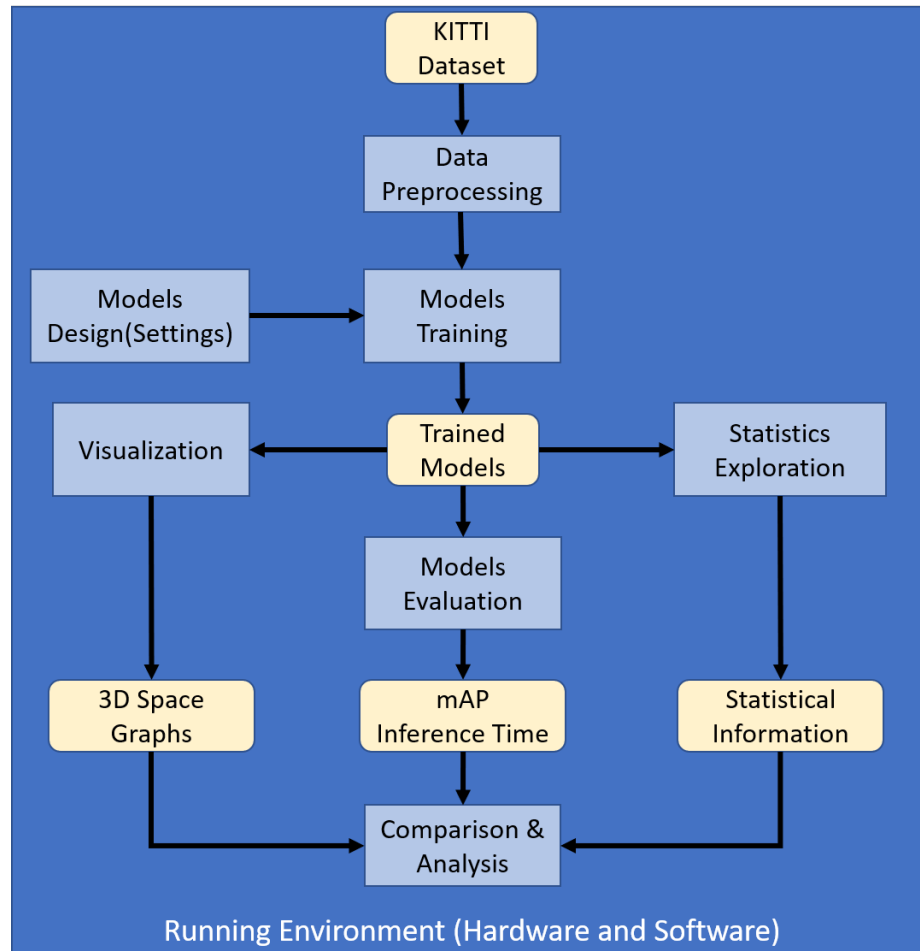 KITTI
Dataset
Data
Preprocessing
Models
Design(Settings)
Models
Training
Visualization
Trained
Models
Statistics
Exploration
Models
Evaluation
3D Space
Graphs
mAP
Inference Time
Statistical
Information
Comparison &
Analysis
Running Environment (Hardware and Software)